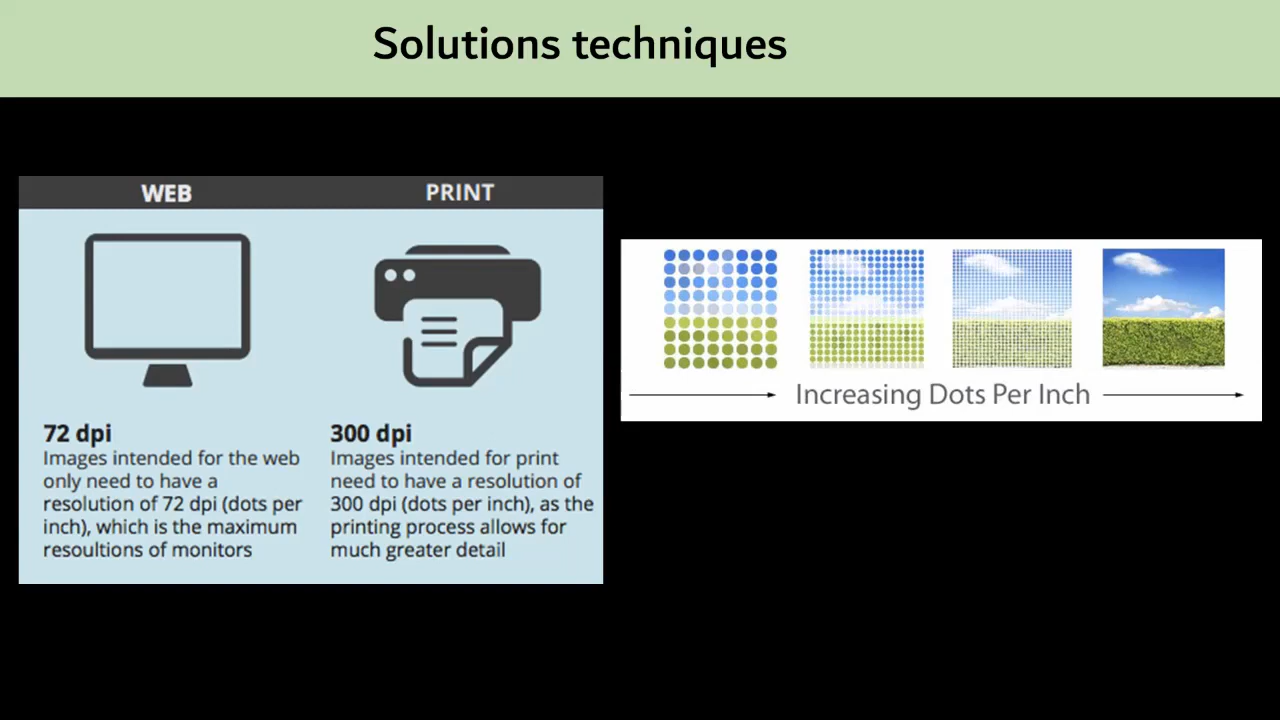 Solutions techniques
WEB
PRINT
72 dpi
Images intended for the web
only need to have a
resolution of 72 dpi (dots per
inch), which is the maximum
resoultions of monitors
300 dpi
Images intended for print
need to have a resolution of
300 dpi (dots per inch), as the
printing process allows for
much greater detail
Increasing Dots Per Inch